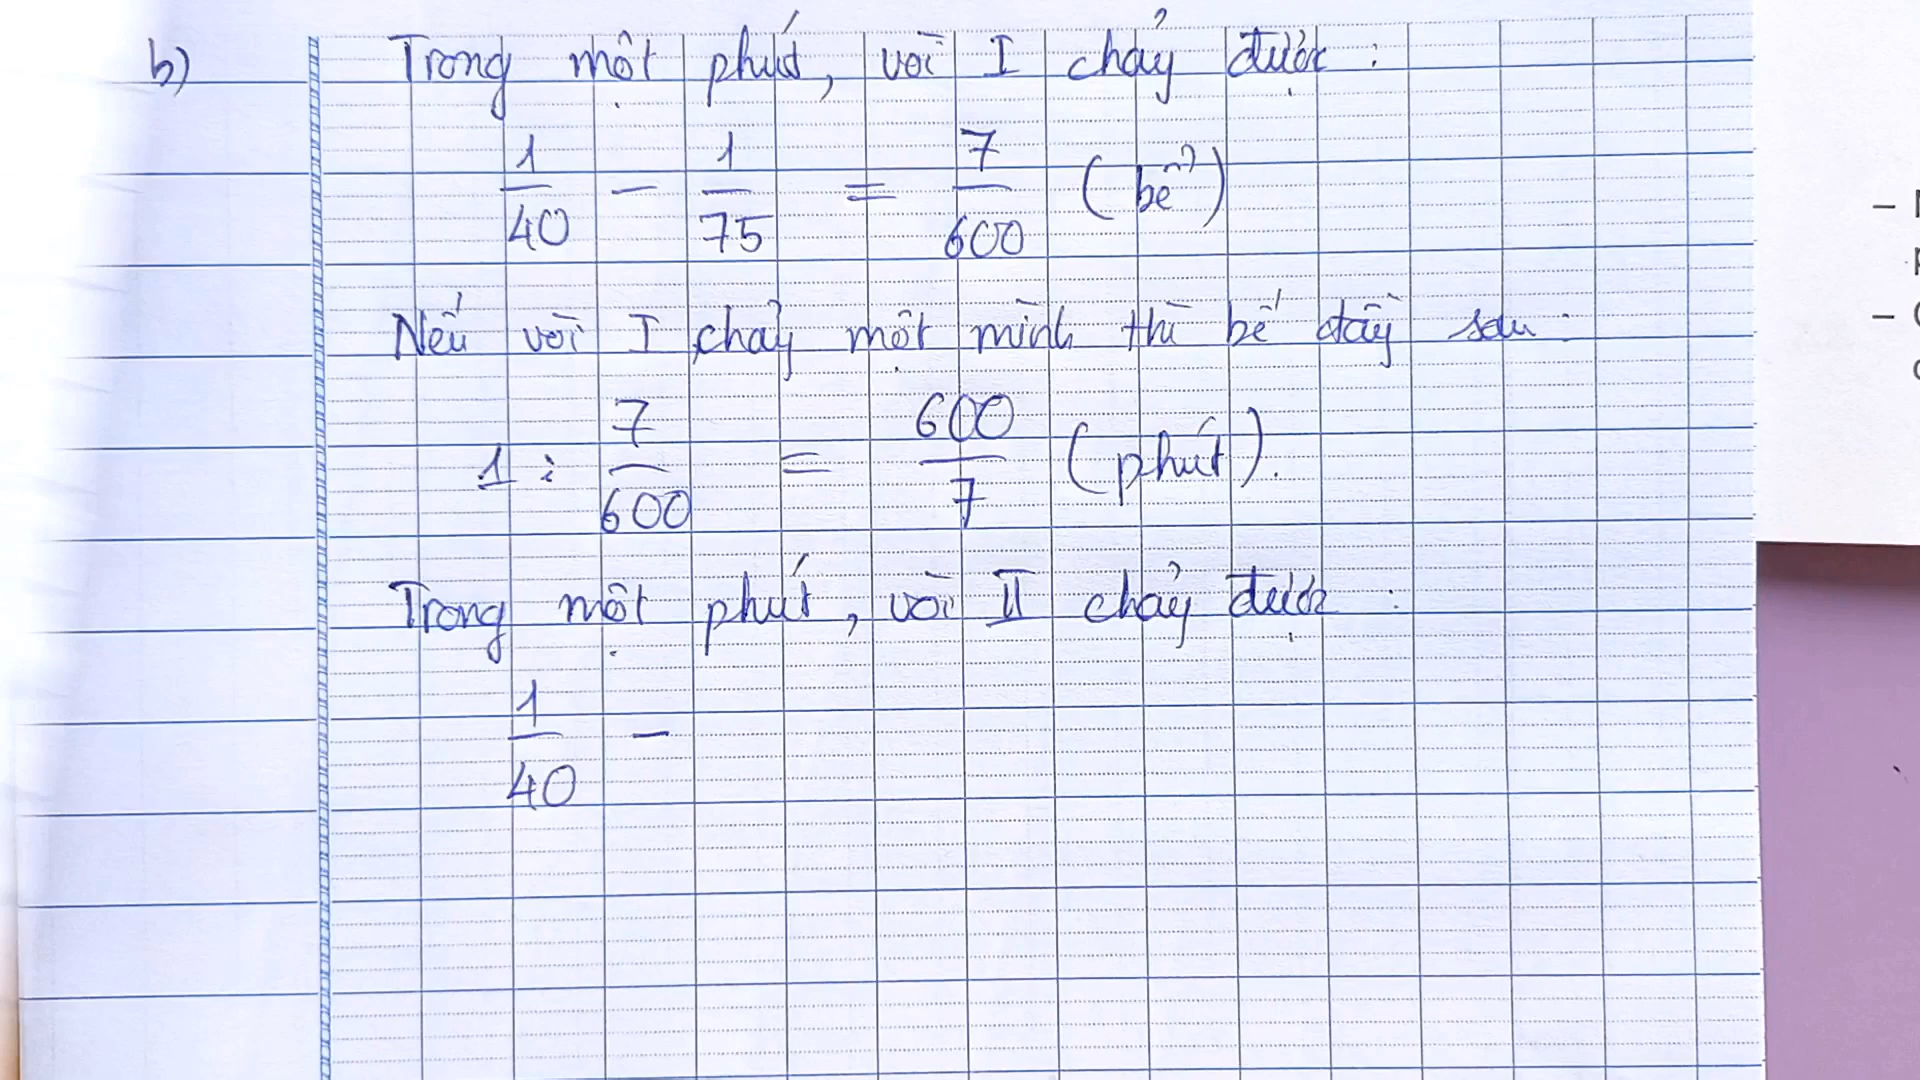 b) Trong một phút, vòi I chảy được :
1/40 - 1/75 = 7/600 (bể)
Nếu vòi I chảy một mình thì bể đầy sau :
1 : 7/600 = 600/7 (phút).
Trong một phút, vòi II chảy được :
1/40 -